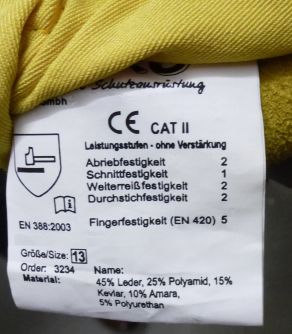 Schutzausrüstung
mbh
CE CAT II
Leistungsstufen - ohne Verstärkung
Abriebfestigkeit 2
Schnittfestigkeit 1
Weiterreißfestigkeit 2
Durchstichfestigkeit 2
EN 388:2003
Fingerfestigkeit (EN 420) 5
Größe/Size: 13
Order: 3234 Name:
Material: 45% Leder, 25% Polyamid, 15%
Kevlar, 10% Amara,
5% Polyurethan